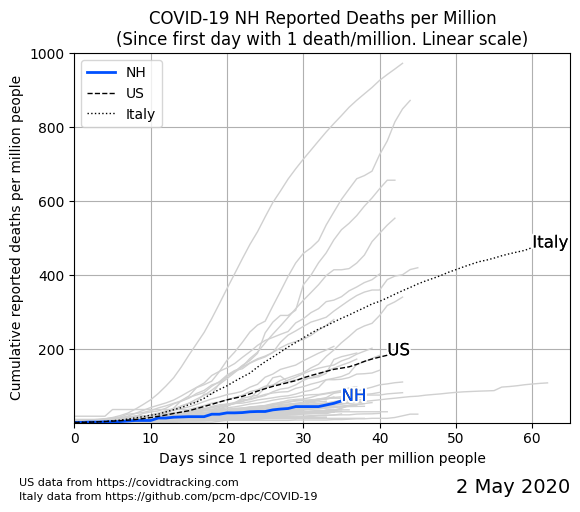 COVID-19 NH Reported Deaths per Million
(Since first day with 1 death/million. Linear scale)
Cumulative reported deaths per million people
1000
800
600
400
200
NH
US
Italy
Italy
US
NH
0
10
20
30
40
50
60
Days since 1 reported death per million people
US data from https://covidtracking.com
Italy data from https://github.com/pcm-dpc/COVID-19
2 May 2020